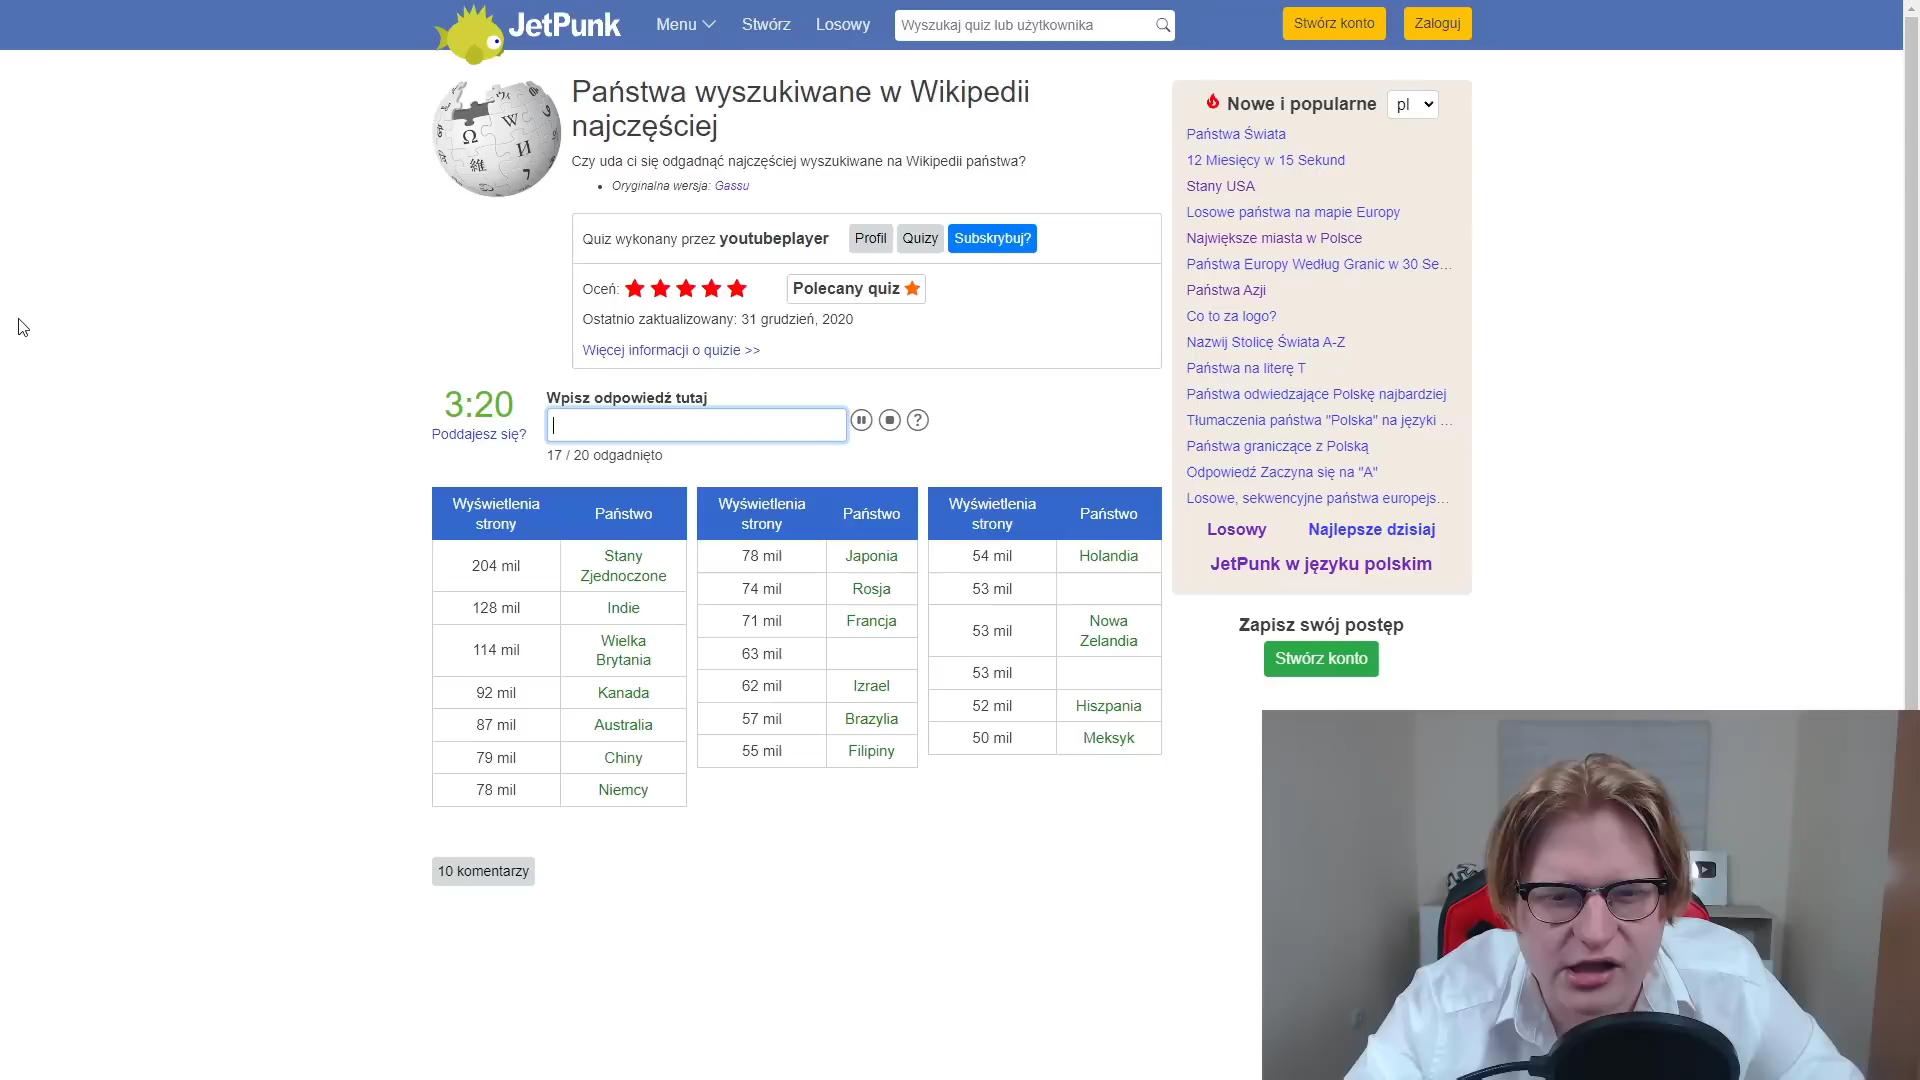 JetPunk
Menu
Stwórz
Losowy
Wyszukaj quiz lub użytkownika
Stwórz konto
Zaloguj
Państwa wyszukiwane w Wikipedii
najczęściej
Czy uda ci się odgadnąć najczęściej wyszukiwane na Wikipedii państwa?
Oryginalna wersja: Gassu
Quiz wykonany przez youtubeplayer
Profil
Quizy
Subskrybuj?
Oceń:
Polecany quiz
Ostatnio zaktualizowany: 31 grudzień, 2020
Więcej informacji o quizie >>
3:20
Poddajesz się?
Wpisz odpowiedź tutaj
17 / 20 odgadnięto
Wyświetlenia strony Państwo
204 mil Stany Zjednoczone
128 mil Indie
114 mil Wielka Brytania
92 mil Kanada
87 mil Australia
79 mil Chiny
78 mil Niemcy
Wyświetlenia strony Państwo
78 mil Japonia
74 mil Rosja
71 mil Francja
63 mil
62 mil Izrael
57 mil Brazylia
55 mil Filipiny
Wyświetlenia strony Państwo
54 mil Holandia
53 mil
53 mil Nowa Zelandia
53 mil
52 mil Hiszpania
50 mil Meksyk
10 komentarzy
Nowe i popularne pl
Państwa Świata
12 Miesięcy w 15 Sekund
Stany USA
Losowe państwa na mapie Europy
Największe miasta w Polsce
Państwa Europy Według Granic w 30 Se...
Państwa Azji
Co to za logo?
Nazwij Stolicę Świata A-Z
Państwa na literę T
Państwa odwiedzające Polskę najbardziej
Tłumaczenia państwa "Polska" na języki ...
Państwa graniczące z Polską
Odpowiedź Zaczyna się na "A"
Losowe, sekwencyjne państwa europejs...
Losowy
Najlepsze dzisiaj
JetPunk w języku polskim
Zapisz swój postęp
Stwórz konto